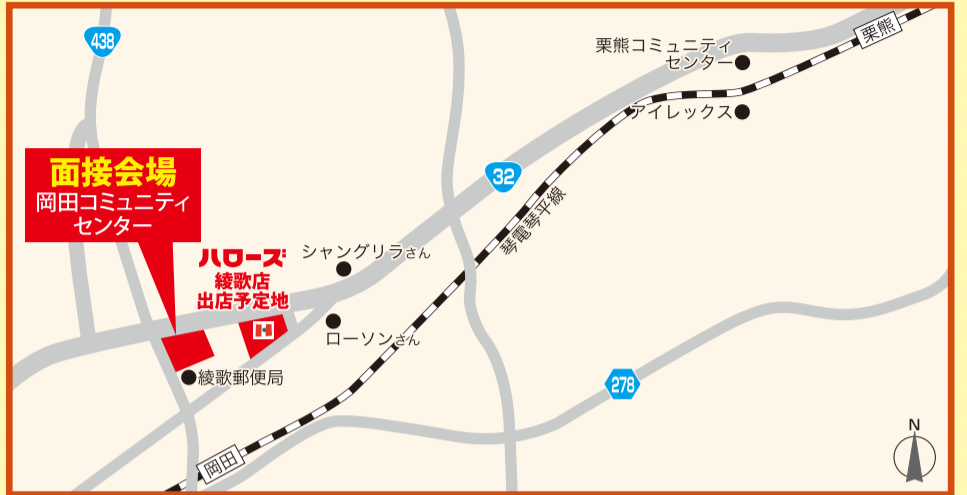 438
栗熊コミュニティ
センター
栗熊
アイレックス
32
面接会場
岡田コミュニティ
センター
琴電琴平線
ハローズ
綾歌店
出店予定地
シャングリラさん
ローソンさん
綾歌郵便局
278
岡田
N